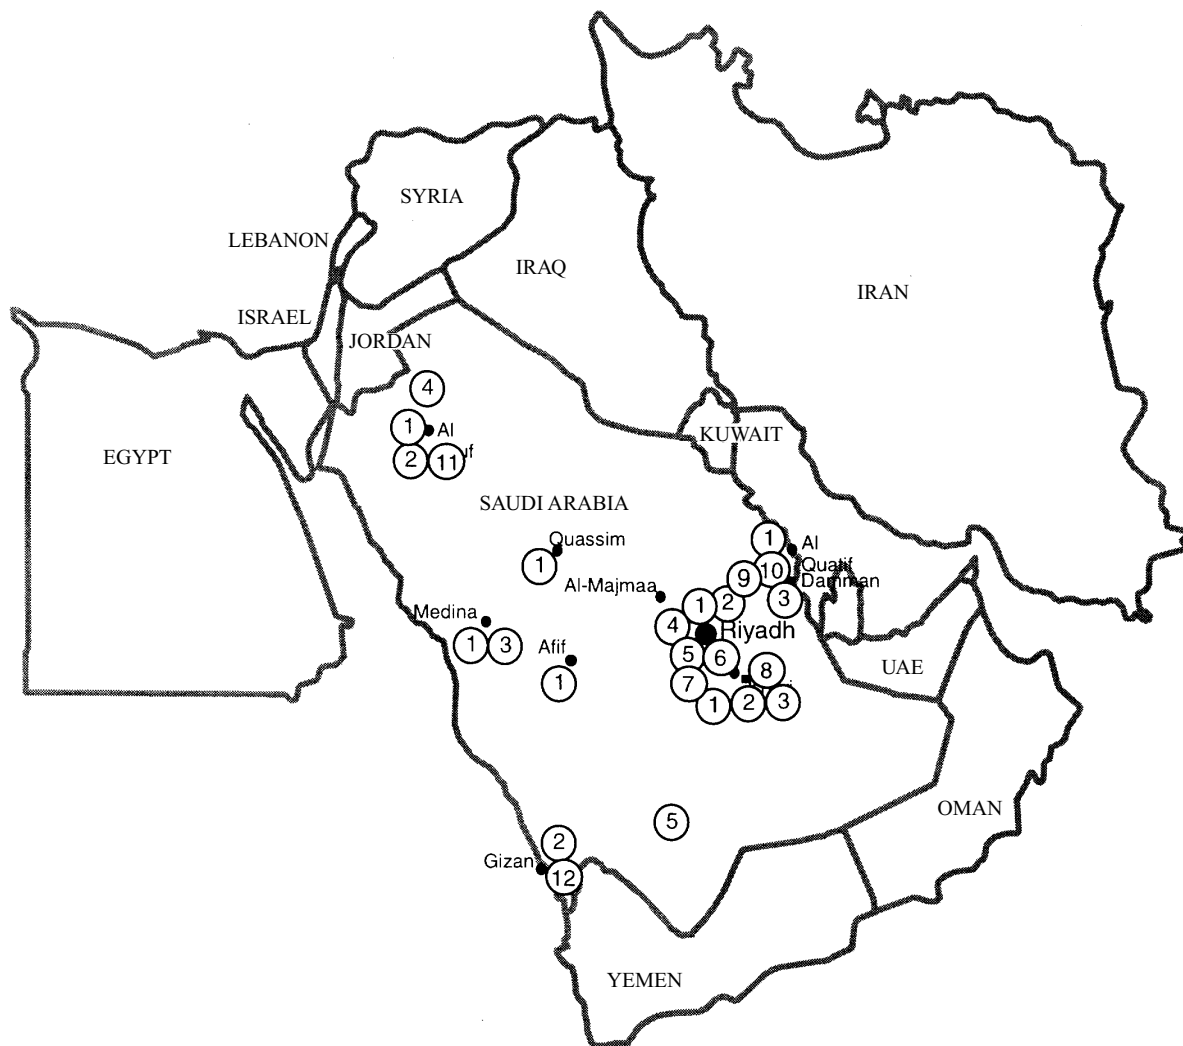 SYRIA
LEBANON
IRAQ
IRAN
ISRAEL
JORDAN
4
1
Al
KUWAIT
EGYPT
2
11
uf
SAUDI ARABIA
Quassim
1
Al
1
10
Quatif
9
Damman
Al-Majmaa
3
1
2
Medina
4
Riyadh
1
3
Afif
5
6
UAE
8
1
7
1
2
3
OMAN
5
2
Gizan
12
YEMEN